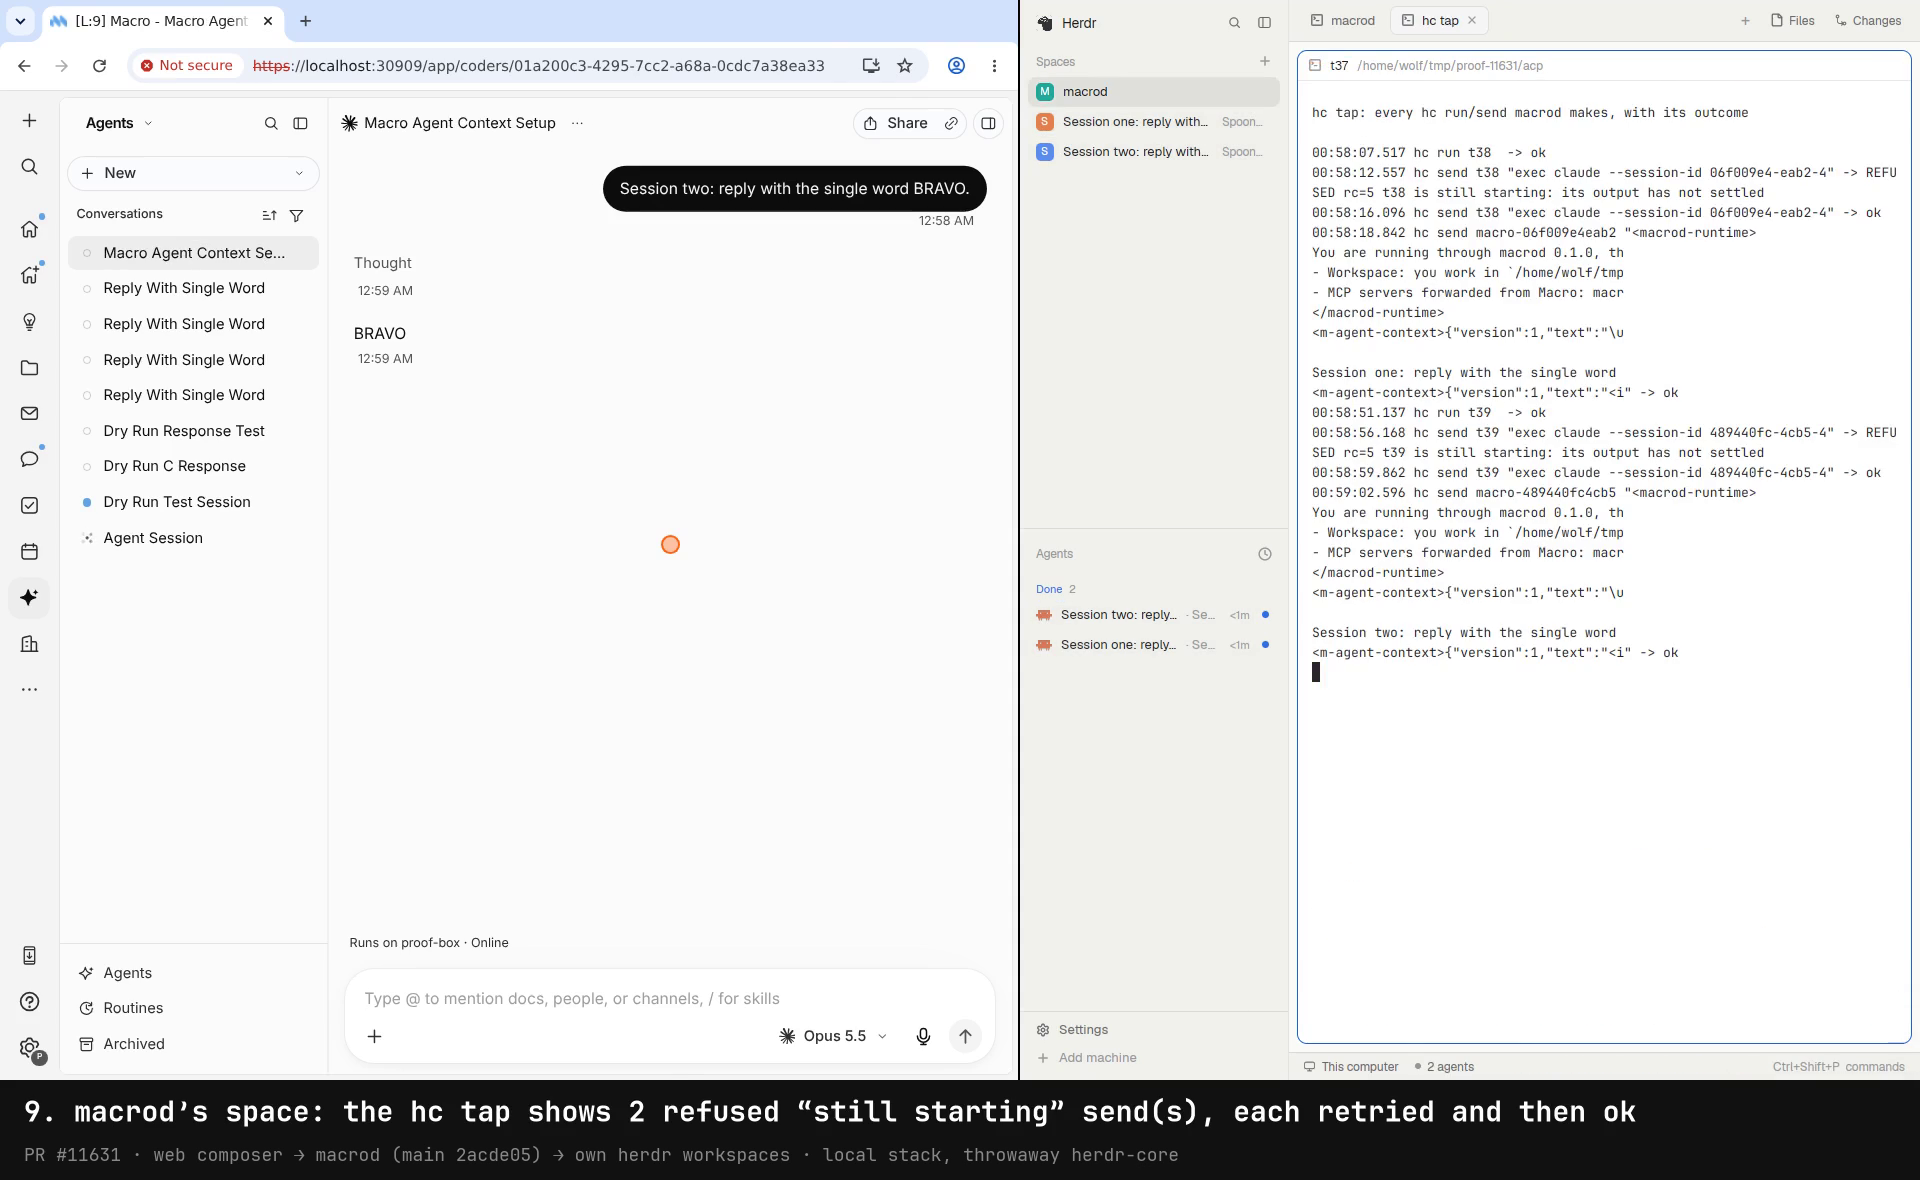 [L:9] Macro - Macro Agent
Not secure
https://localhost:30909/app/coders/01a200c3-4295-7cc2-a68a-0cdc7a38ea33
Agents
New
Conversations
Macro Agent Context Se...
Reply With Single Word
Reply With Single Word
Reply With Single Word
Reply With Single Word
Dry Run Response Test
Dry Run C Response
Dry Run Test Session
Agent Session
Agents
Routines
Archived
P
Macro Agent Context Setup ...
Share
Session two: reply with the single word BRAVO.
12:58 AM
Thought
12:59 AM
BRAVO
12:59 AM
Runs on proof-box · Online
Type @ to mention docs, people, or channels, / for skills
Opus 5.5
Herdr
Spaces
M macrod
S Session one: reply with... Spoon...
S Session two: reply with... Spoon...
Agents
Done 2
Session two: reply... · Se... <1m
Session one: reply... · Se... <1m
Settings
Add machine
macrod
hc tap
Files
Changes
t37 /home/wolf/tmp/proof-11631/acp
hc tap: every hc run/send macrod makes, with its outcome
00:58:07.517 hc run t38  -> ok
00:58:12.557 hc send t38 "exec claude --session-id 06f009e4-eab2-4" -> REFU
SED rc=5 t38 is still starting: its output has not settled
00:58:16.096 hc send t38 "exec claude --session-id 06f009e4-eab2-4" -> ok
00:58:18.842 hc send macro-06f009e4eab2 "<macrod-runtime>
You are running through macrod 0.1.0, th
- Workspace: you work in `/home/wolf/tmp
- MCP servers forwarded from Macro: macr
</macrod-runtime>
<m-agent-context>{"version":1,"text":"\u
Session one: reply with the single word
<m-agent-context>{"version":1,"text":"<i" -> ok
00:58:51.137 hc run t39  -> ok
00:58:56.168 hc send t39 "exec claude --session-id 489440fc-4cb5-4" -> REFU
SED rc=5 t39 is still starting: its output has not settled
00:58:59.862 hc send t39 "exec claude --session-id 489440fc-4cb5-4" -> ok
00:59:02.596 hc send macro-489440fc4cb5 "<macrod-runtime>
You are running through macrod 0.1.0, th
- Workspace: you work in `/home/wolf/tmp
- MCP servers forwarded from Macro: macr
</macrod-runtime>
<m-agent-context>{"version":1,"text":"\u
Session two: reply with the single word
<m-agent-context>{"version":1,"text":"<i" -> ok
This computer
2 agents
Ctrl+Shift+P commands
9. macrod’s space: the hc tap shows 2 refused “still starting” send(s), each retried and then ok
PR #11631 · web composer → macrod (main 2acde05) → own herdr workspaces · local stack, throwaway herdr-core